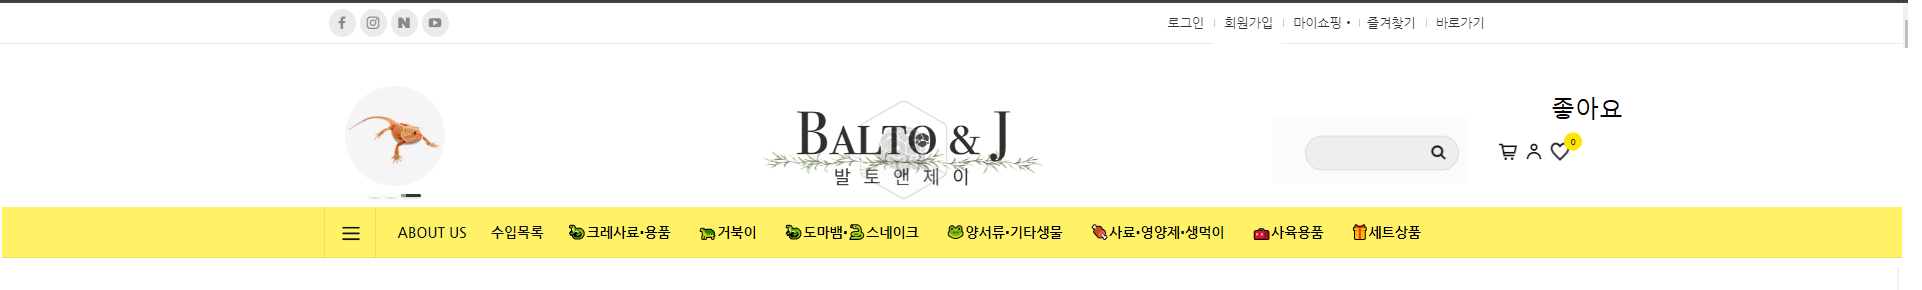 로그인 회원가입 마이쇼핑 • 즐겨찾기 바로가기
좋아요
BALTO & J
0
발토앤제이
ABOUT US 수입목록 크레사료•용품 거북이 도마뱀•스네이크 양서류•기타생물 사료•영양제•생먹이 사육용품 세트상품